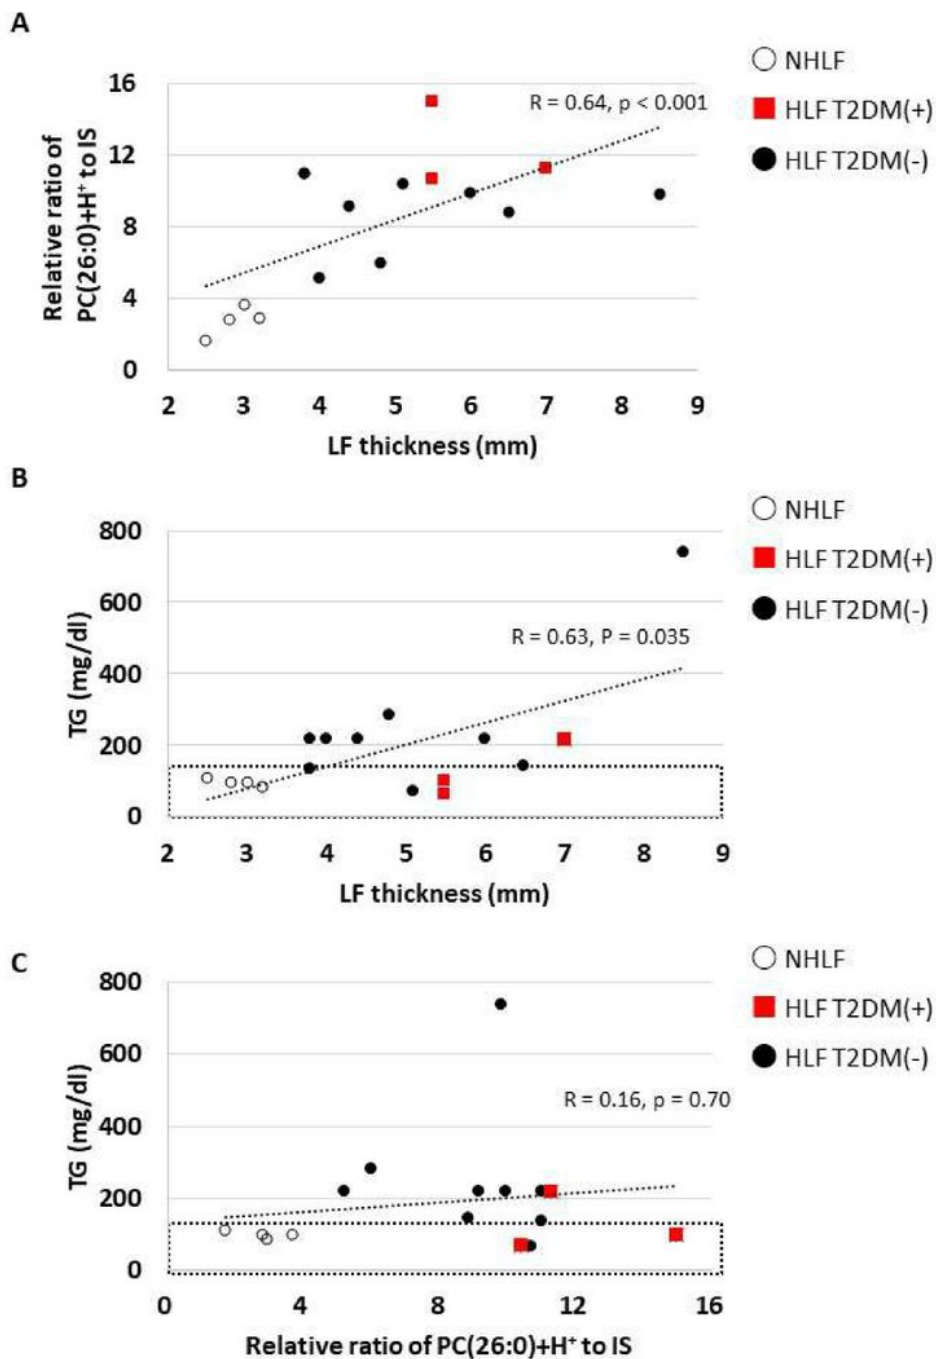 A
NHLF
HLF T2DM(+)
HLF T2DM(-)
R = 0.64, p < 0.001
Relative ratio of
PC(26:0)+H⁺ to IS
16
12
8
4
0
2 3 4 5 6 7 8 9
LF thickness (mm)
B
NHLF
HLF T2DM(+)
HLF T2DM(-)
R = 0.63, P = 0.035
TG (mg/dl)
800
600
400
200
0
2 3 4 5 6 7 8 9
LF thickness (mm)
C
NHLF
HLF T2DM(+)
HLF T2DM(-)
R = 0.16, p = 0.70
TG (mg/dl)
800
600
400
200
0
0 4 8 12 16
Relative ratio of PC(26:0)+H⁺ to IS